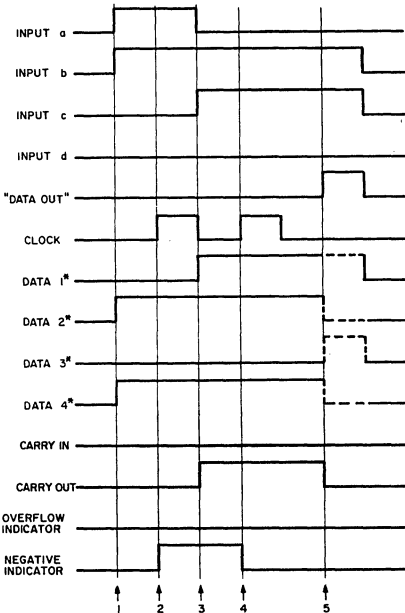 INPUT a
INPUT b
INPUT c
INPUT d
"DATA OUT"
CLOCK
DATA 1*
DATA 2*
DATA 3*
DATA 4*
CARRY IN
CARRY OUT
OVERFLOW
INDICATOR
NEGATIVE
INDICATOR
1 2 3 4 5